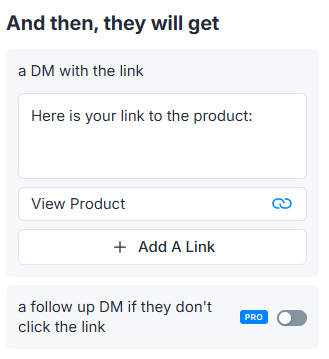 And then, they will get
a DM with the link
Here is your link to the product:
View Product
+ Add A Link
a follow up DM if they don't
PRO
click the link